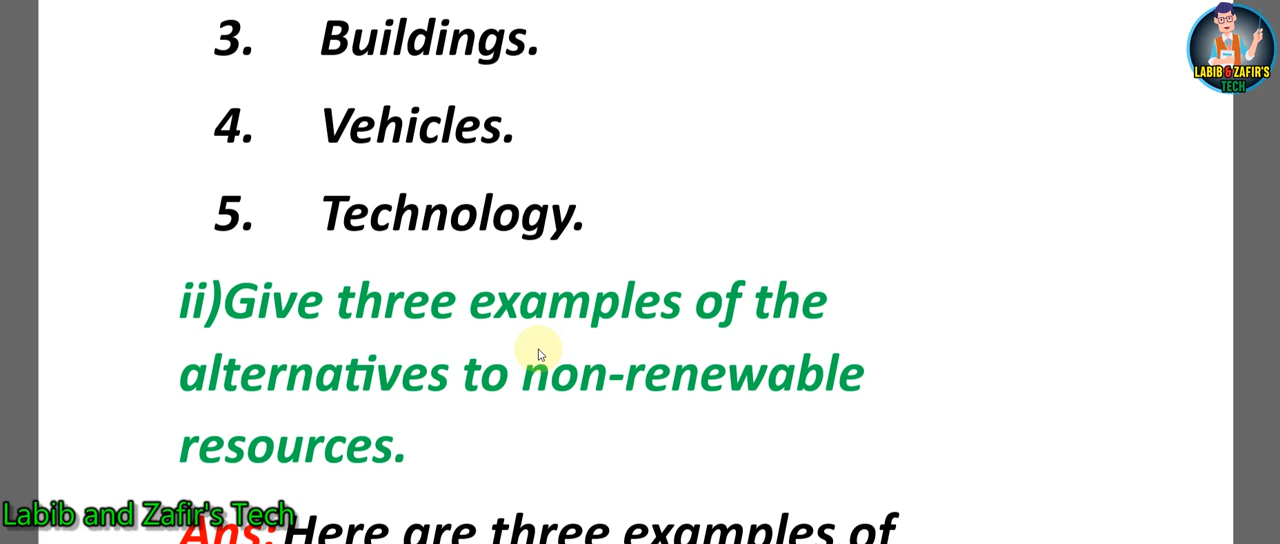 3. Buildings.
4. Vehicles.
5. Technology.
ii)Give three examples of the
alternatives to non-renewable
resources.
Ans: Here are three examples of
Labib and Zafir's Tech
LABIB & ZAFIR'S
TECH